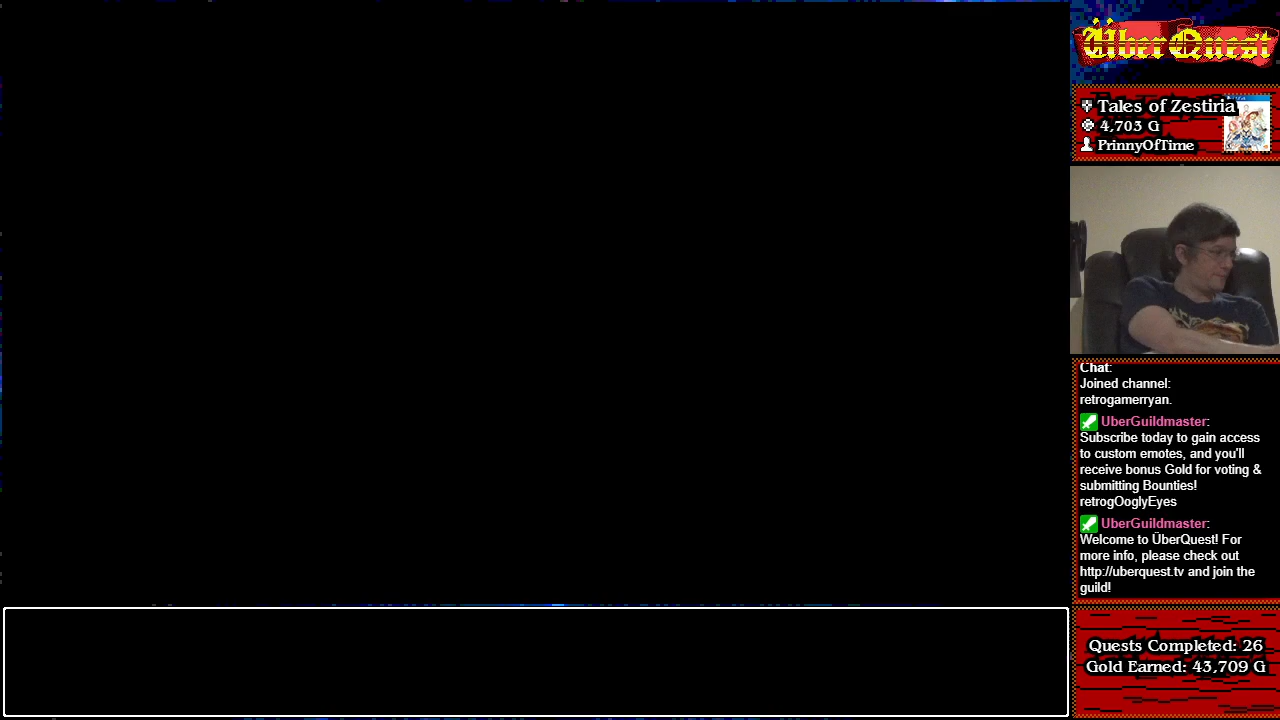 ÜberQuest
Tales of Zestiria
4,703 G
PrinnyOfTime
Chat:
Joined channel:
retrogamerryan.
UberGuildmaster:
Subscribe today to gain access
to custom emotes, and you'll
receive bonus Gold for voting &
submitting Bounties!
retrogOoglyEyes
UberGuildmaster:
Welcome to ÜberQuest! For
more info, please check out
http://uberquest.tv and join the
guild!
Quests Completed: 26
Gold Earned: 43,709 G